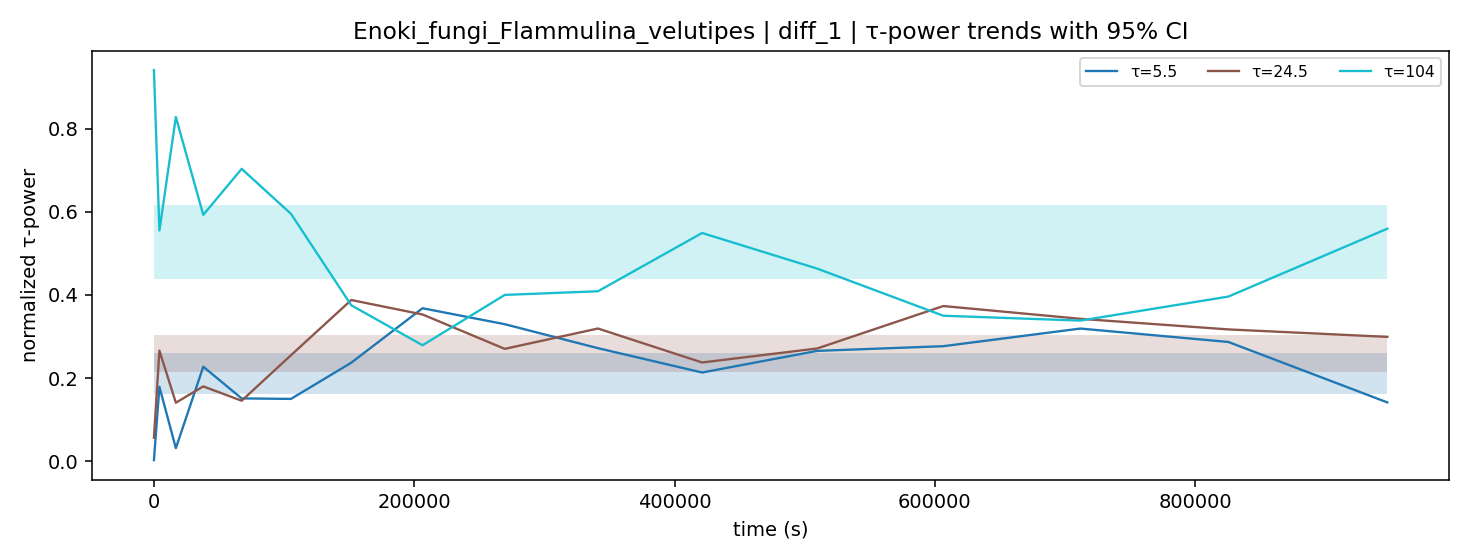 Enoki_fungi_Flammulina_velutipes | diff_1 | τ-power trends with 95% CI
τ=5.5 τ=24.5 τ=104
normalized τ-power
0.8
0.6
0.4
0.2
0.0
0 200000 400000 600000 800000
time (s)